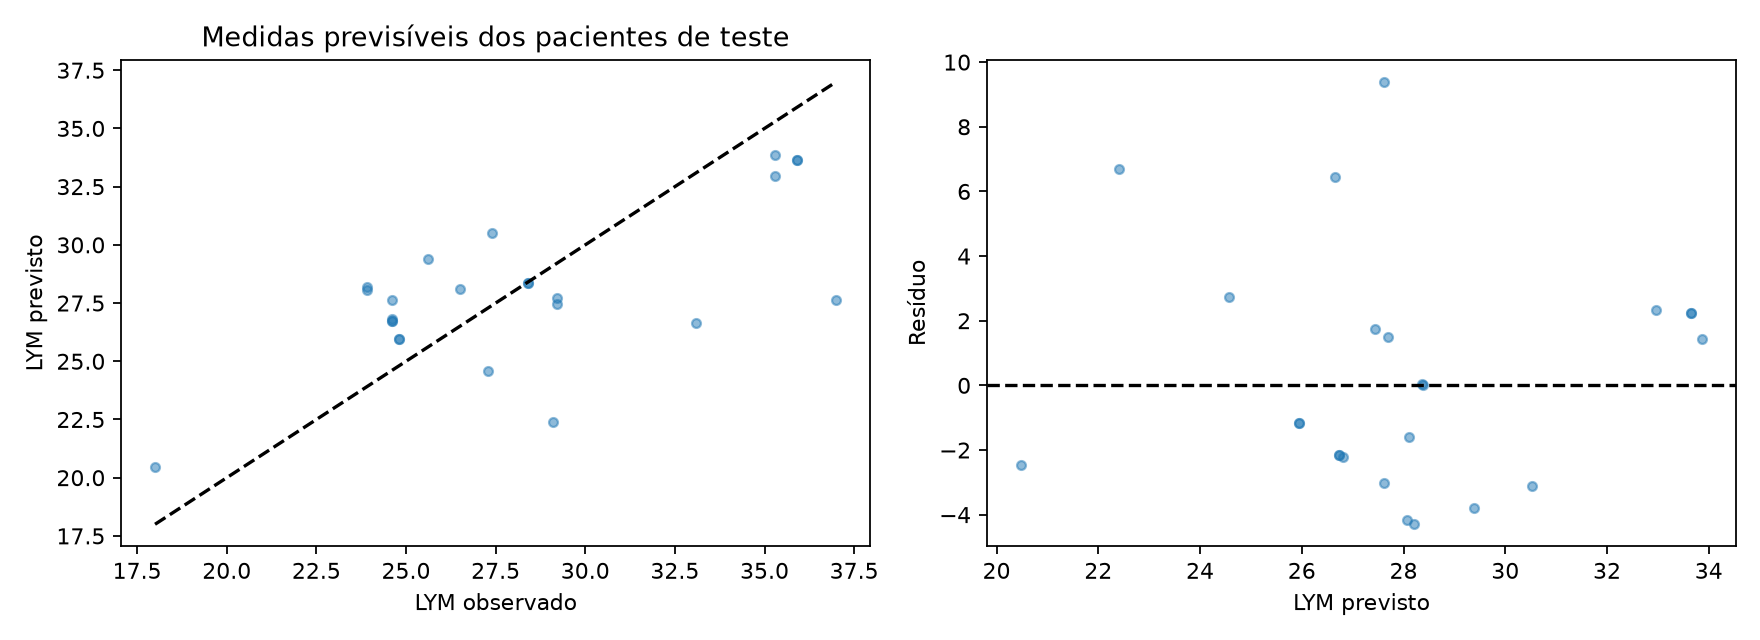 Medidas previsíveis dos pacientes de teste
37.5
35.0
32.5
30.0
27.5
25.0
22.5
20.0
17.5
LYM previsto
17.5 20.0 22.5 25.0 27.5 30.0 32.5 35.0 37.5
LYM observado
10
8
6
4
2
0
−2
−4
Resíduo
20 22 24 26 28 30 32 34
LYM previsto